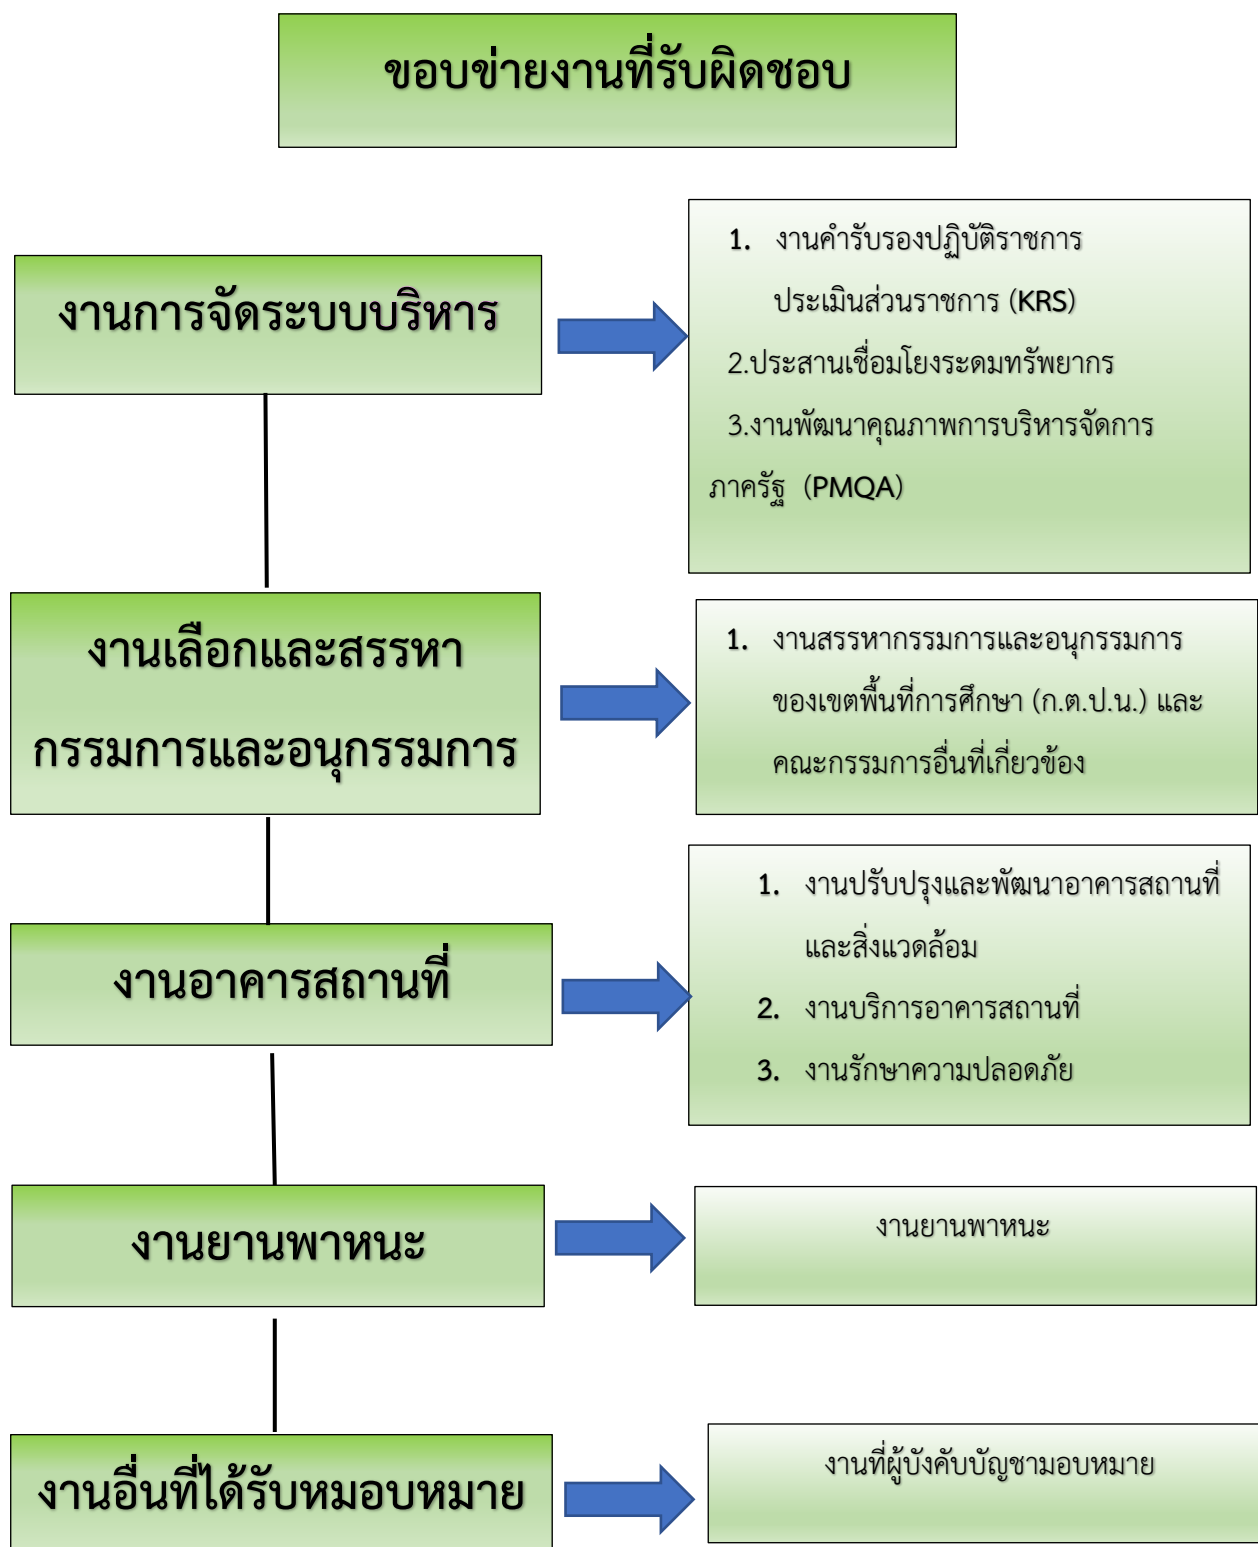 ขอบข่ายงานที่รับผิดชอบ
งานการจัดระบบบริหาร
1. งานคำรับรองปฏิบัติราชการ
ประเมินส่วนราชการ (KRS)
2.ประสานเชื่อมโยงระดมทรัพยากร
3.งานพัฒนาคุณภาพการบริหารจัดการ
ภาครัฐ (PMQA)
งานเลือกและสรรหา
กรรมการและอนุกรรมการ
1. งานสรรหากรรมการและอนุกรรมการ
ของเขตพื้นที่การศึกษา (ก.ต.ป.น.) และ
คณะกรรมการอื่นที่เกี่ยวข้อง
งานอาคารสถานที่
1. งานปรับปรุงและพัฒนาอาคารสถานที่
และสิ่งแวดล้อม
2. งานบริการอาคารสถานที่
3. งานรักษาความปลอดภัย
งานยานพาหนะ
งานยานพาหนะ
งานอื่นที่ได้รับหมอบหมาย
งานที่ผู้บังคับบัญชามอบหมาย